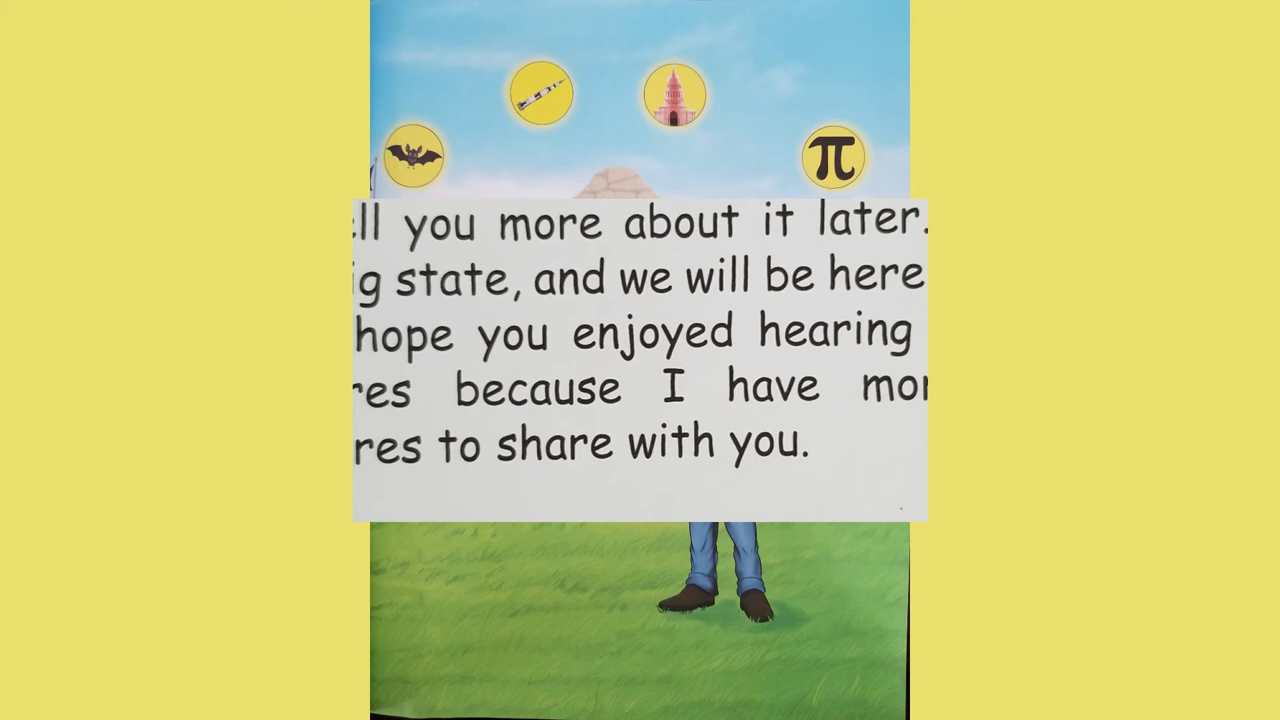 π
ll you more about it later.
g state, and we will be here
hope you enjoyed hearing
res because I have mor
res to share with you.